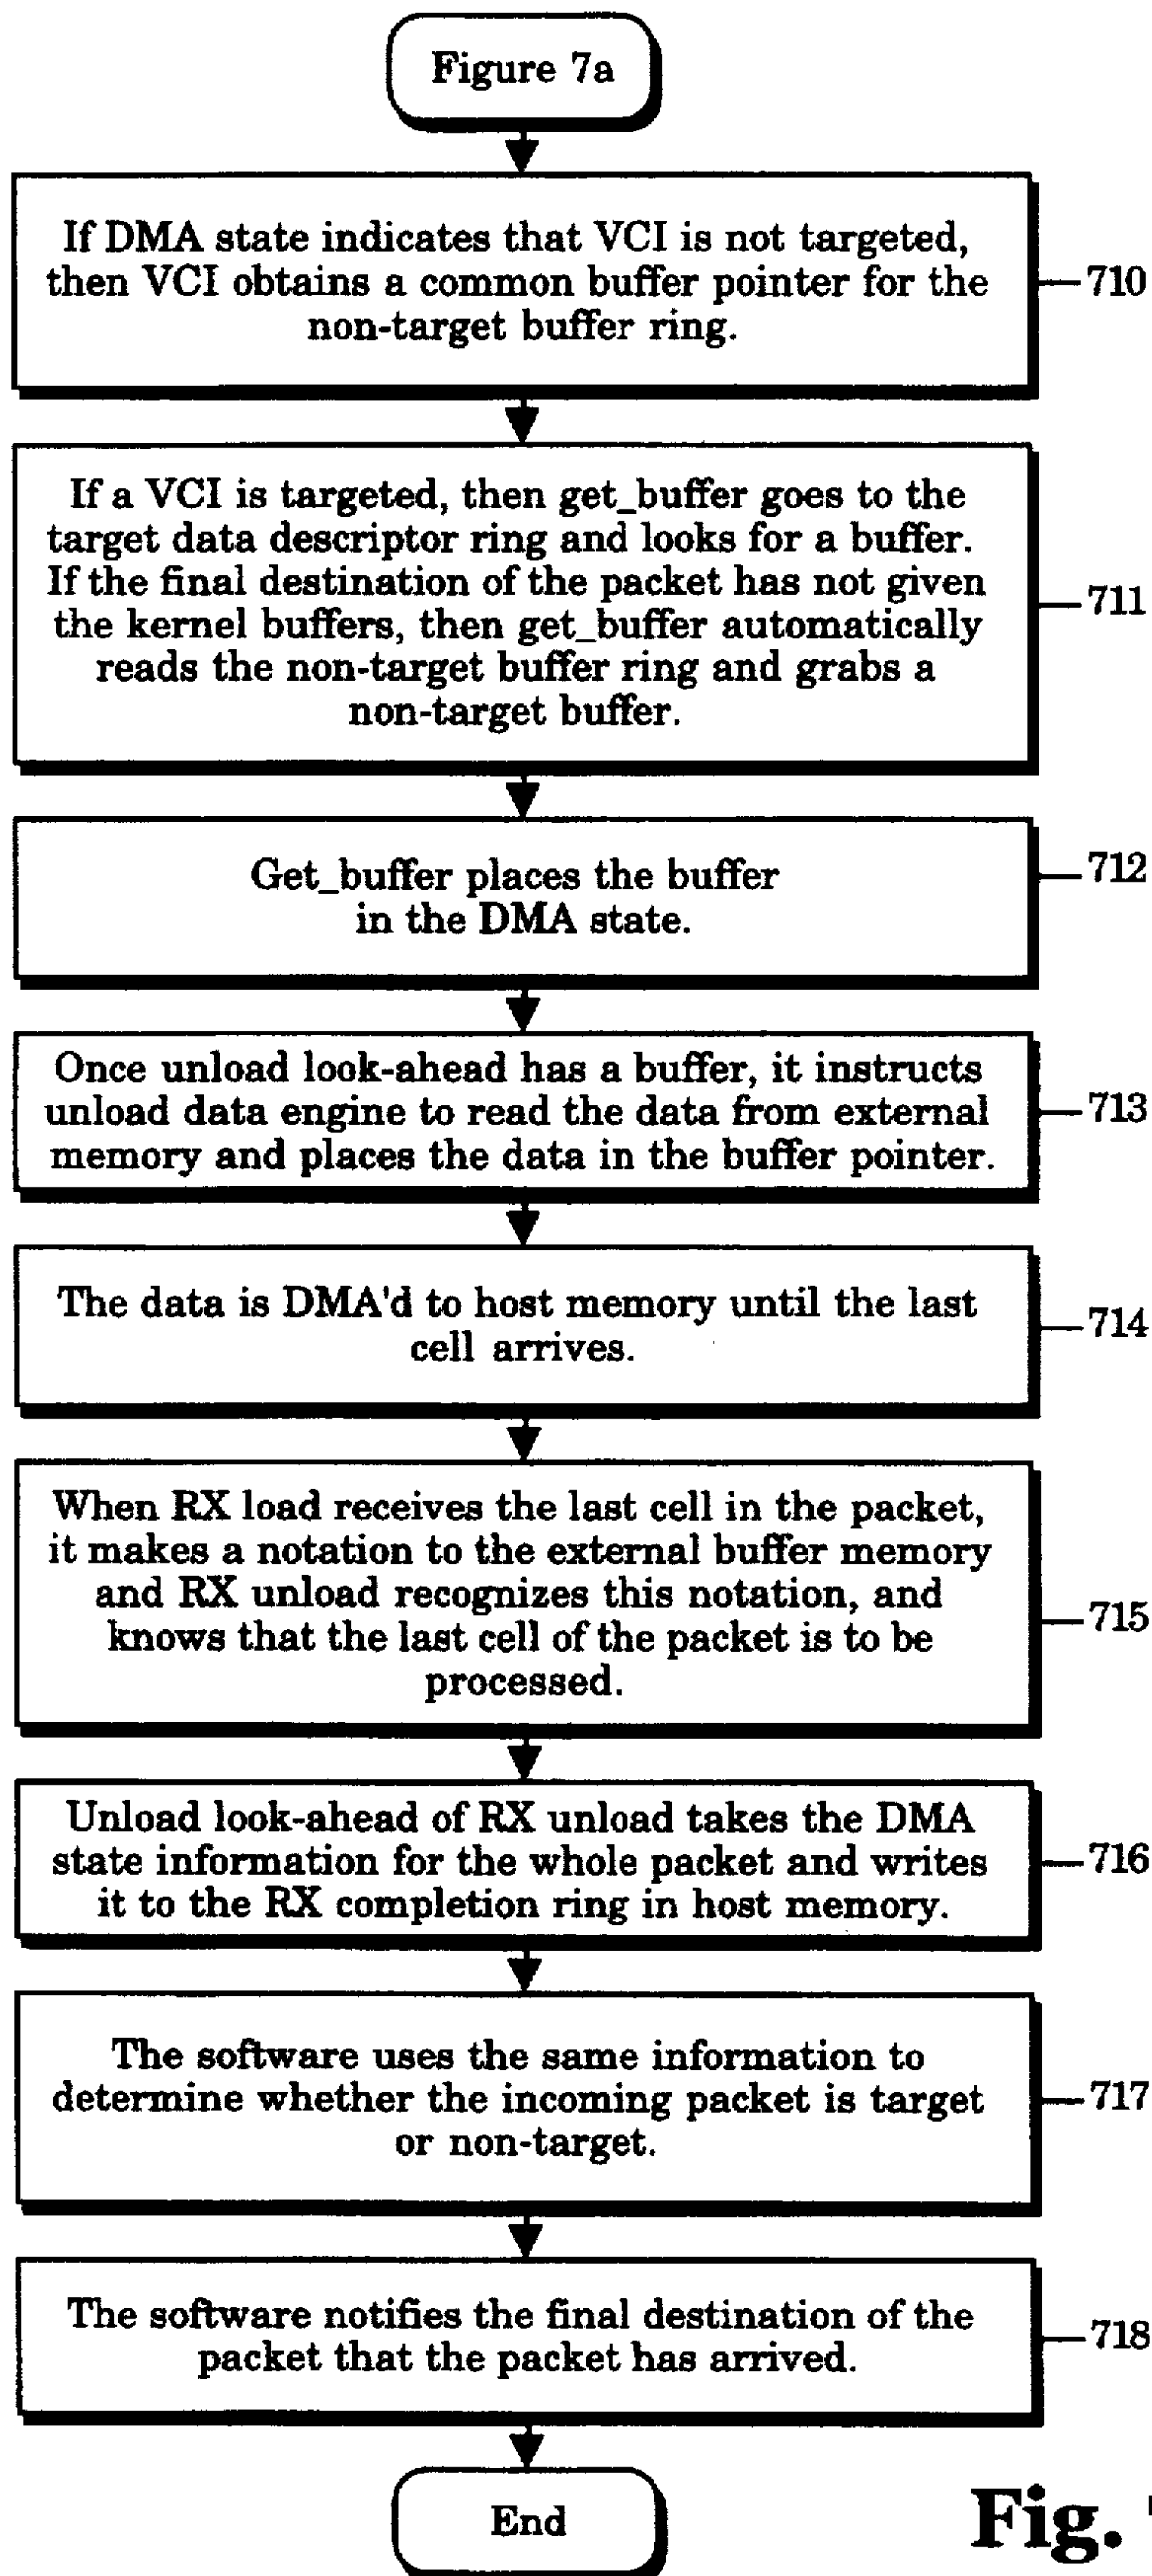 Figure 7a
If DMA state indicates that VCI is not targeted,
then VCI obtains a common buffer pointer for the
non-target buffer ring.
710
If a VCI is targeted, then get_buffer goes to the
target data descriptor ring and looks for a buffer.
If the final destination of the packet has not given
the kernel buffers, then get_buffer automatically
reads the non-target buffer ring and grabs a
non-target buffer.
711
Get_buffer places the buffer
in the DMA state.
712
Once unload look-ahead has a buffer, it instructs
unload data engine to read the data from external
memory and places the data in the buffer pointer.
713
The data is DMA'd to host memory until the last
cell arrives.
714
When RX load receives the last cell in the packet,
it makes a notation to the external buffer memory
and RX unload recognizes this notation, and
knows that the last cell of the packet is to be
processed.
715
Unload look-ahead of RX unload takes the DMA
state information for the whole packet and writes
it to the RX completion ring in host memory.
716
The software uses the same information to
determine whether the incoming packet is target
or non-target.
717
The software notifies the final destination of the
packet that the packet has arrived.
718
End
Fig.